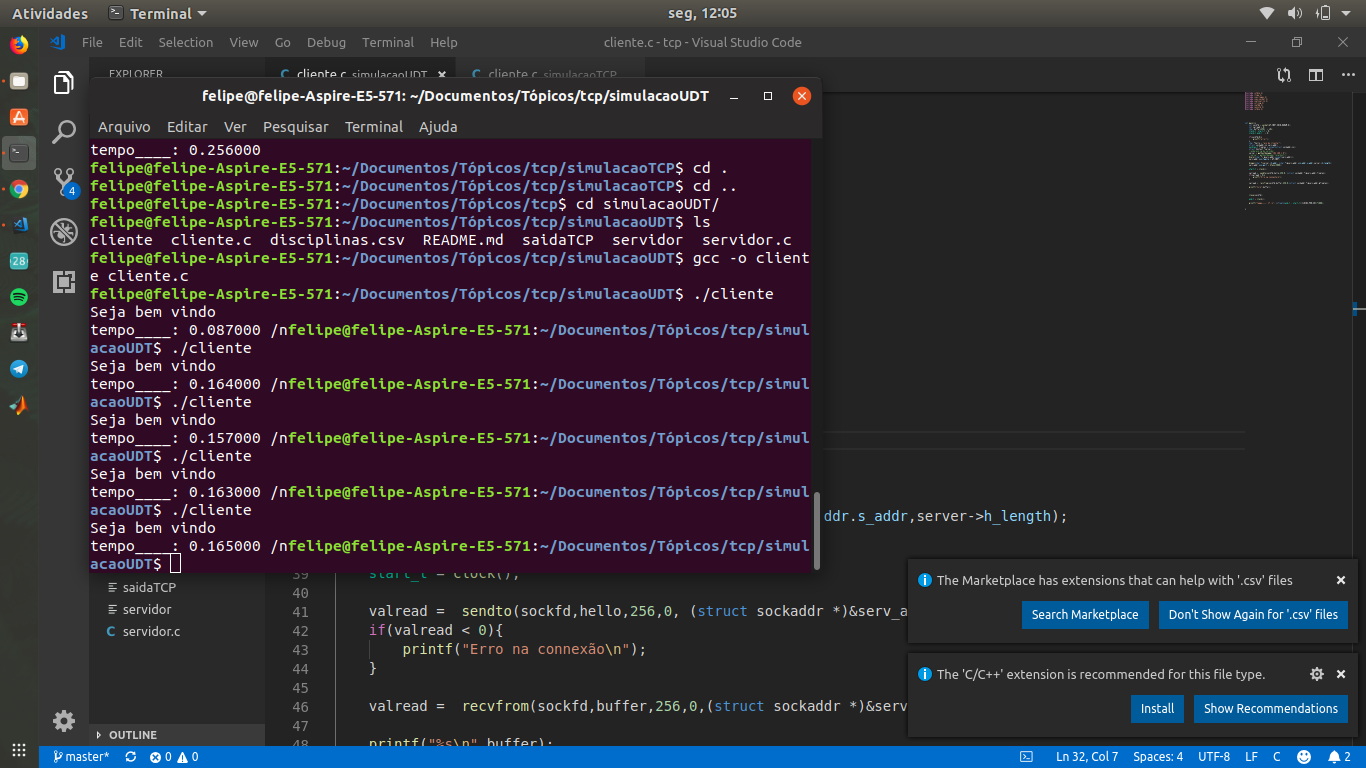 Atividades Terminal seg, 12:05
File Edit Selection View Go Debug Terminal Help cliente.c - tcp - Visual Studio Code
EXPLORER cliente.c simulacaoUDT cliente.c simulacaoTCP
felipe@felipe-Aspire-E5-571: ~/Documentos/Tópicos/tcp/simulacaoUDT
Arquivo Editar Ver Pesquisar Terminal Ajuda
tempo____: 0.256000
felipe@felipe-Aspire-E5-571:~/Documentos/Tópicos/tcp/simulacaoTCP$ cd .
felipe@felipe-Aspire-E5-571:~/Documentos/Tópicos/tcp/simulacaoTCP$ cd ..
felipe@felipe-Aspire-E5-571:~/Documentos/Tópicos/tcp$ cd simulacaoUDT/
felipe@felipe-Aspire-E5-571:~/Documentos/Tópicos/tcp/simulacaoUDT$ ls
cliente cliente.c disciplinas.csv README.md saidaTCP servidor servidor.c
felipe@felipe-Aspire-E5-571:~/Documentos/Tópicos/tcp/simulacaoUDT$ gcc -o client
e cliente.c
felipe@felipe-Aspire-E5-571:~/Documentos/Tópicos/tcp/simulacaoUDT$ ./cliente
Seja bem vindo
tempo____: 0.087000 /nfelipe@felipe-Aspire-E5-571:~/Documentos/Tópicos/tcp/simul
acaoUDT$ ./cliente
Seja bem vindo
tempo____: 0.164000 /nfelipe@felipe-Aspire-E5-571:~/Documentos/Tópicos/tcp/simul
acaoUDT$ ./cliente
Seja bem vindo
tempo____: 0.157000 /nfelipe@felipe-Aspire-E5-571:~/Documentos/Tópicos/tcp/simul
acaoUDT$ ./cliente
Seja bem vindo
tempo____: 0.163000 /nfelipe@felipe-Aspire-E5-571:~/Documentos/Tópicos/tcp/simul
acaoUDT$ ./cliente
Seja bem vindo
tempo____: 0.165000 /nfelipe@felipe-Aspire-E5-571:~/Documentos/Tópicos/tcp/simul
acaoUDT$
4
28
ddr.s_addr,server->h_length);
saidaTCP
servidor
C servidor.c
OUTLINE
39 start_t = clock();
40
41 valread = sendto(sockfd,hello,256,0, (struct sockaddr *)&serv_a
42 if(valread < 0){
43 printf("Erro na connexão\n");
44 }
45
46 valread = recvfrom(sockfd,buffer,256,0,(struct sockaddr *)&serv
47
48 printf("%s\n",buffer);
The Marketplace has extensions that can help with '.csv' files
Search Marketplace Don't Show Again for '.csv' files
The 'C/C++' extension is recommended for this file type.
Install Show Recommendations
master* 0 0 Ln 32, Col 7 Spaces: 4 UTF-8 LF C 2